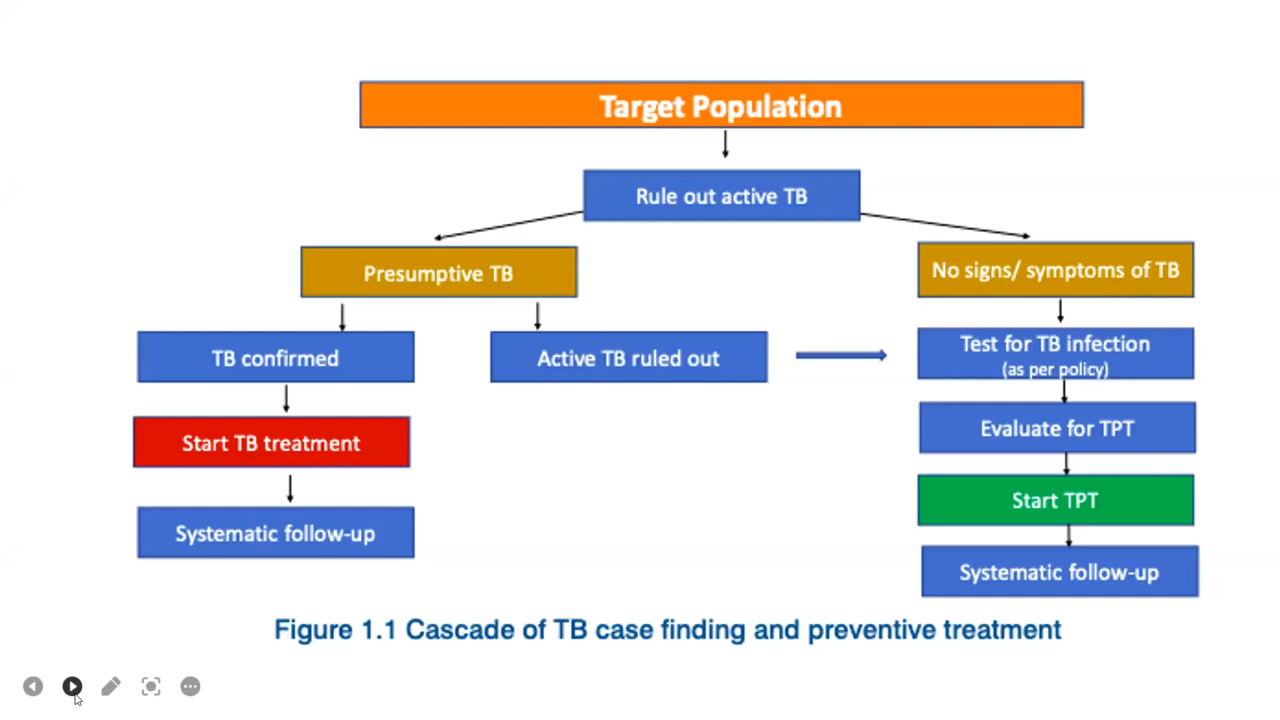 Target Population
Rule out active TB
Presumptive TB
No signs/ symptoms of TB
TB confirmed
Active TB ruled out
Test for TB infection
(as per policy)
Evaluate for TPT
Start TB treatment
Start TPT
Systematic follow-up
Systematic follow-up
Figure 1.1 Cascade of TB case finding and preventive treatment